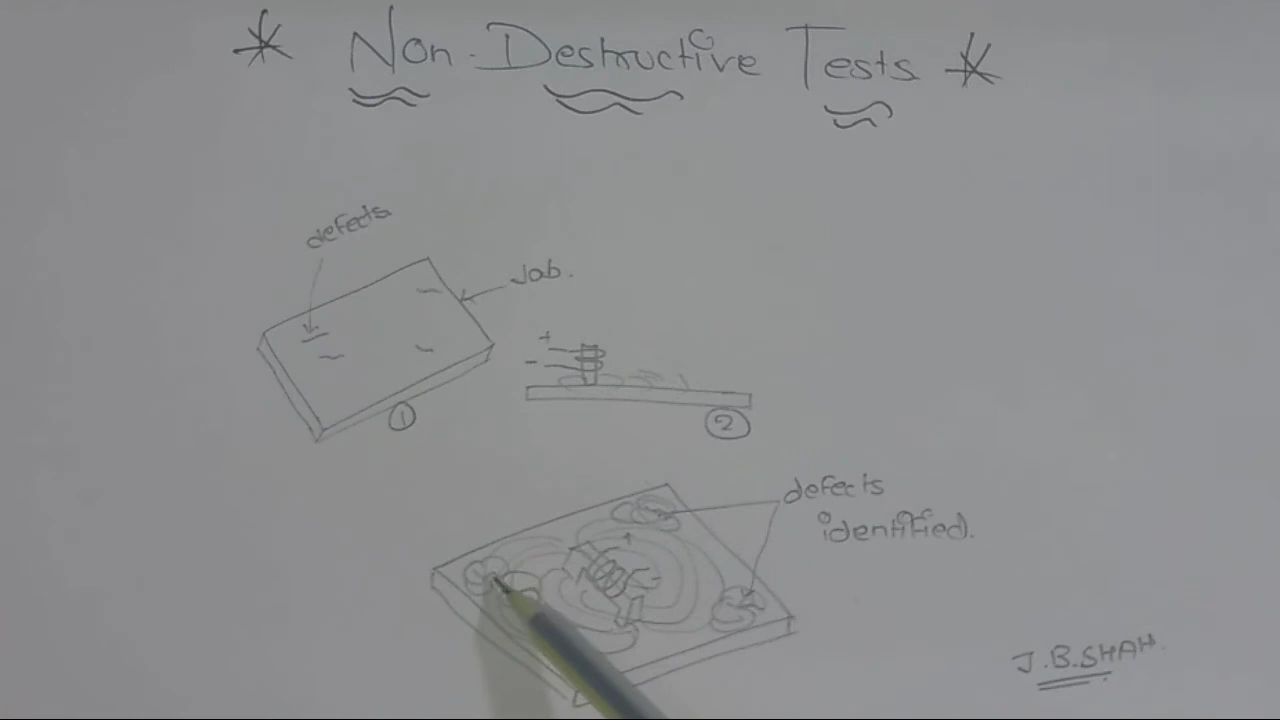 * Non-Destructive Tests *
defects
Job.
+
-
1
2
defects
identified.
+
J.B.SHAH.